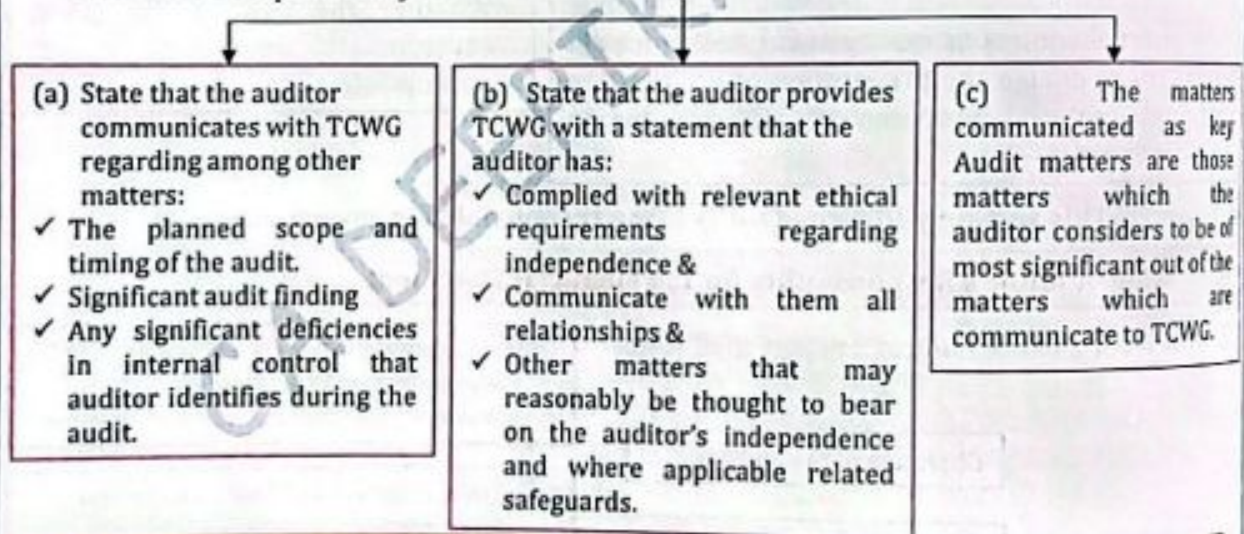 (a) State that the auditor
communicates with TCWG
regarding among other
matters:
✓ The planned scope and
timing of the audit.
✓ Significant audit finding
✓ Any significant deficiencies
in internal control that
auditor identifies during the
audit.
(b) State that the auditor provides
TCWG with a statement that the
auditor has:
✓ Complied with relevant ethical
requirements regarding
independence &
✓ Communicate with them all
relationships &
✓ Other matters that may
reasonably be thought to bear
on the auditor's independence
and where applicable related
safeguards.
(c) The matters
communicated as key
Audit matters are those
matters which the
auditor considers to be of
most significant out of the
matters which are
communicate to TCWG.
CA DEEPIK